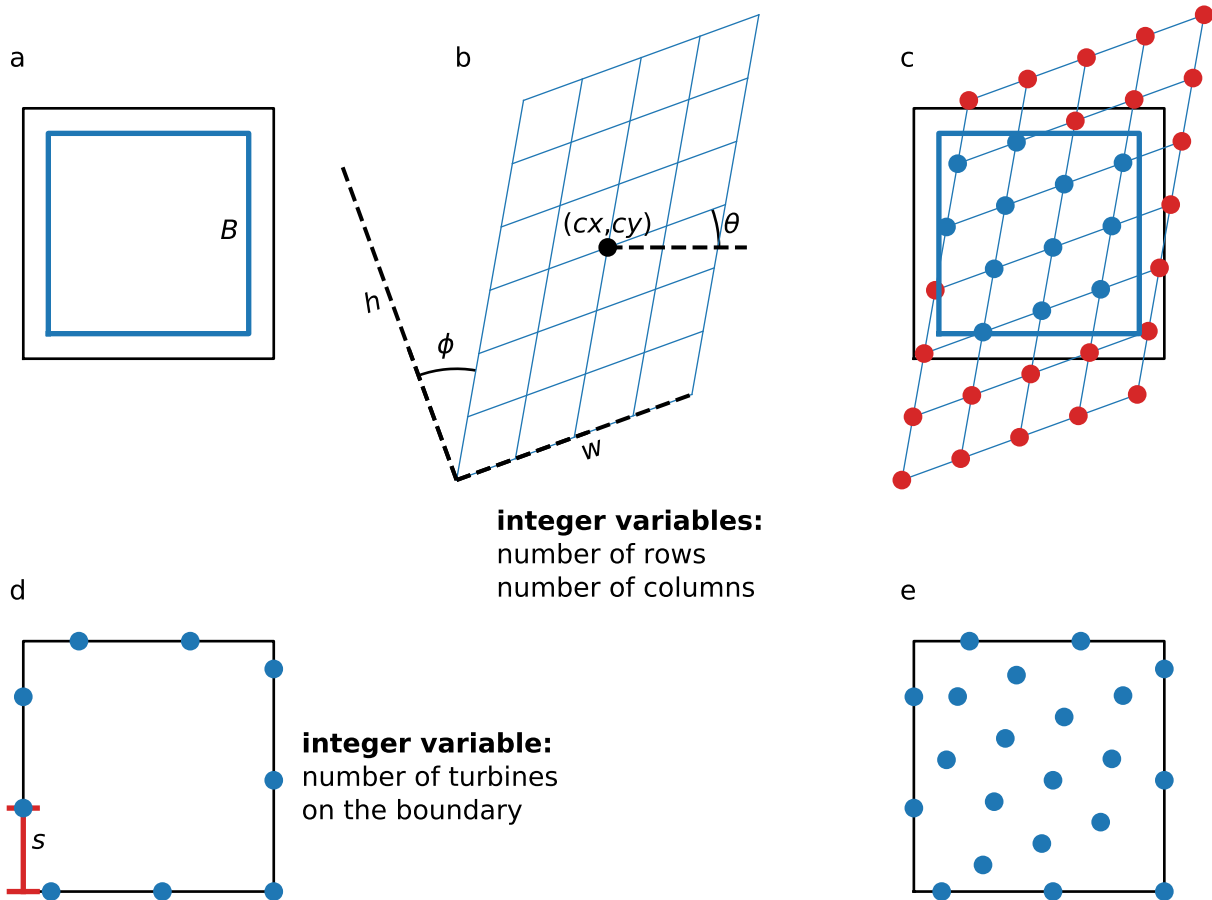 a
b
c
B
(cx,cy)
θ
h
ϕ
w
integer variables:
number of rows
number of columns
d
e
integer variable:
number of turbines
on the boundary
s